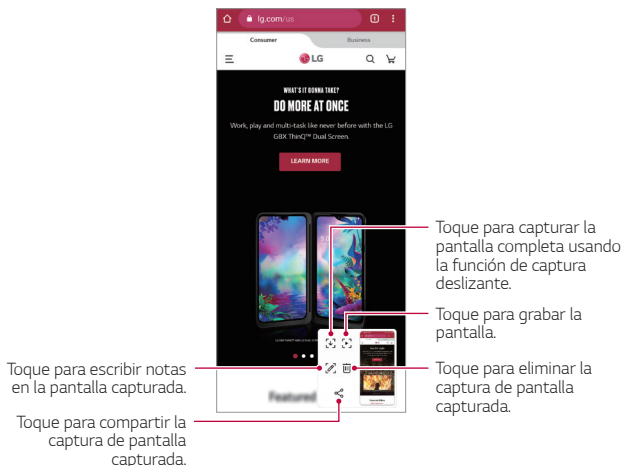 lg.com/us
Consumer
Business
LG
WHAT'S IT GONNA TAKE?
DO MORE AT ONCE
Work, play and multi-task like never before with the LG
G8X ThinQ™ Dual Screen.
LEARN MORE
Featured
Toque para capturar la
pantalla completa usando
la función de captura
deslizante.
Toque para grabar la
pantalla.
Toque para eliminar la
captura de pantalla
capturada.
Toque para escribir notas
en la pantalla capturada.
Toque para compartir la
captura de pantalla
capturada.